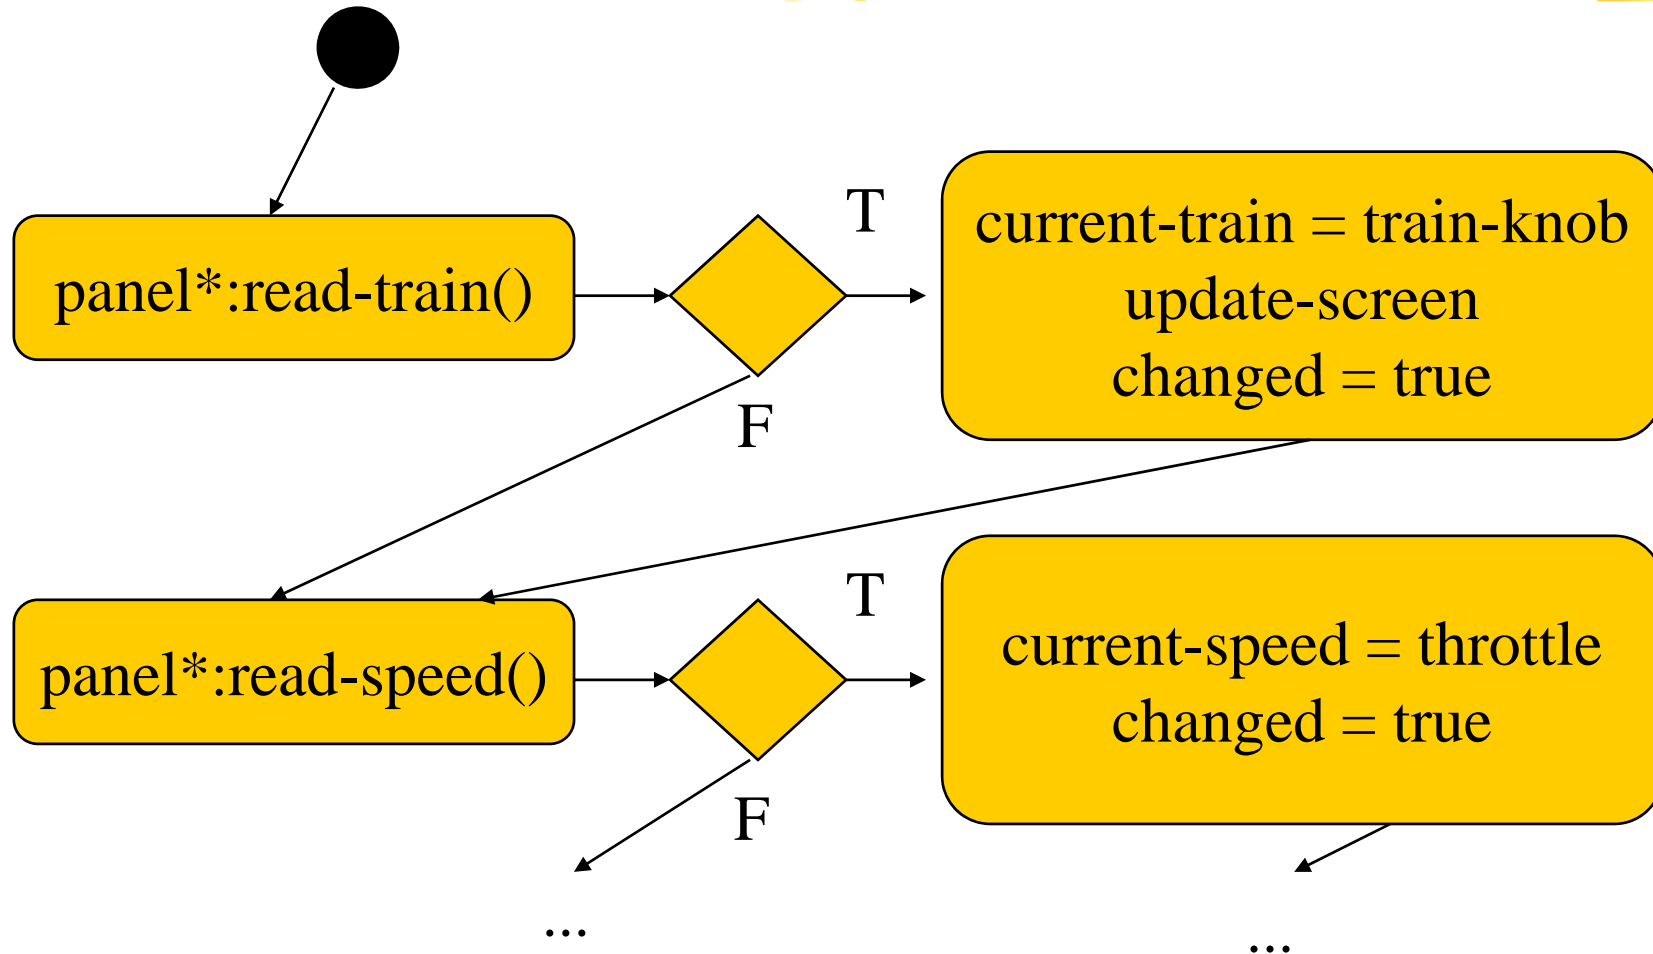 T
panel*:read-train()
current-train = train-knob
update-screen
changed = true
F
T
panel*:read-speed()
current-speed = throttle
changed = true
F
...
...